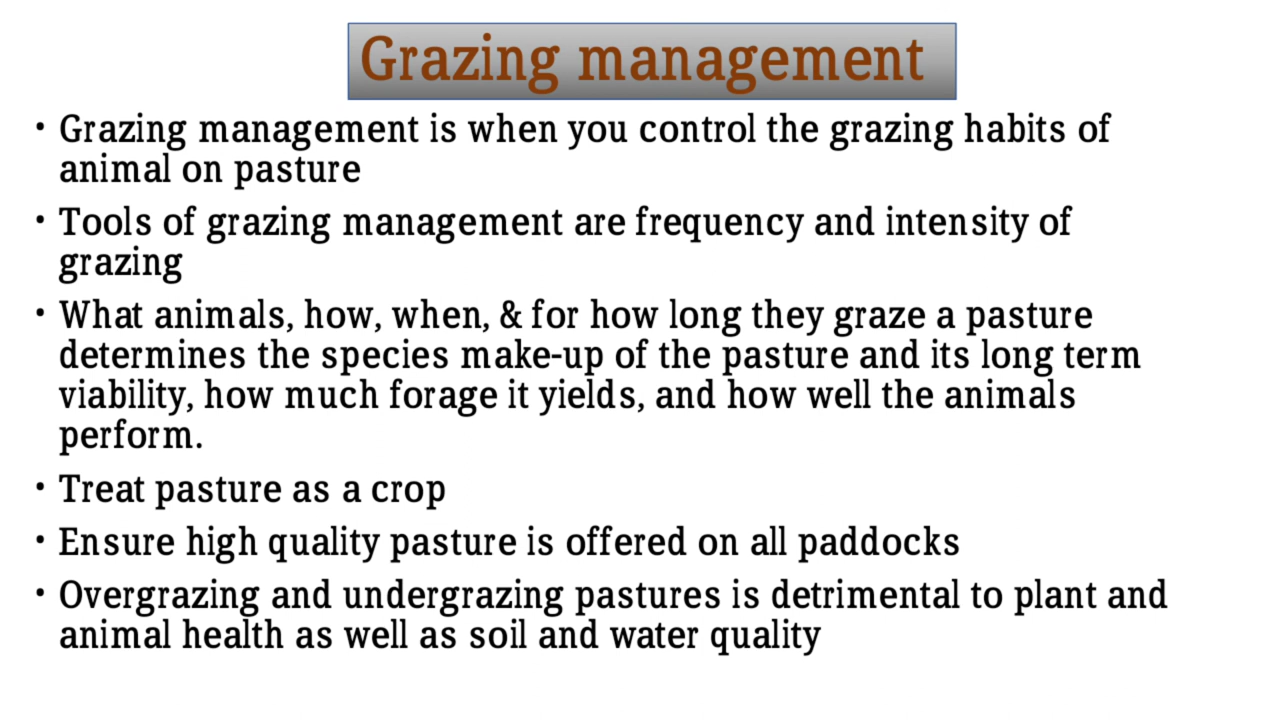 Grazing management
• Grazing management is when you control the grazing habits of
animal on pasture
• Tools of grazing management are frequency and intensity of
grazing
• What animals, how, when, & for how long they graze a pasture
determines the species make-up of the pasture and its long term
viability, how much forage it yields, and how well the animals
perform.
• Treat pasture as a crop
• Ensure high quality pasture is offered on all paddocks
• Overgrazing and undergrazing pastures is detrimental to plant and
animal health as well as soil and water quality